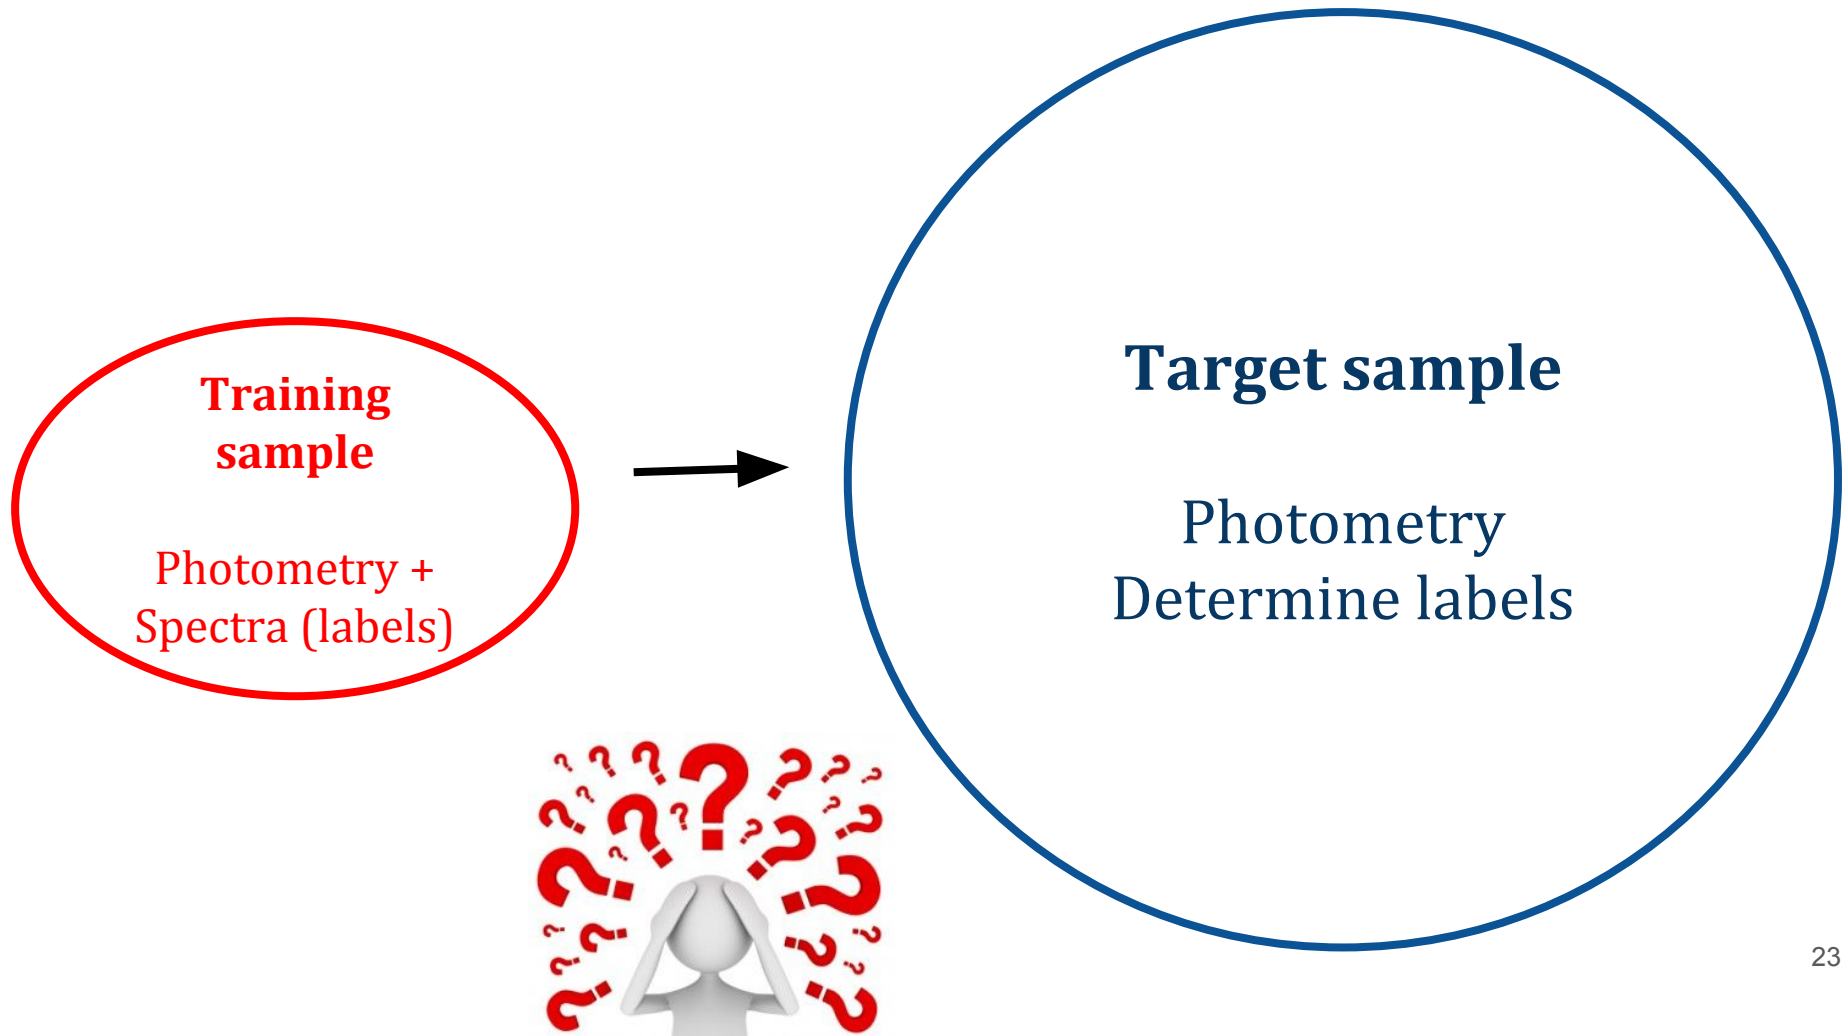 Training
sample
Photometry +
Spectra (labels)
Target sample
Photometry
Determine labels
23